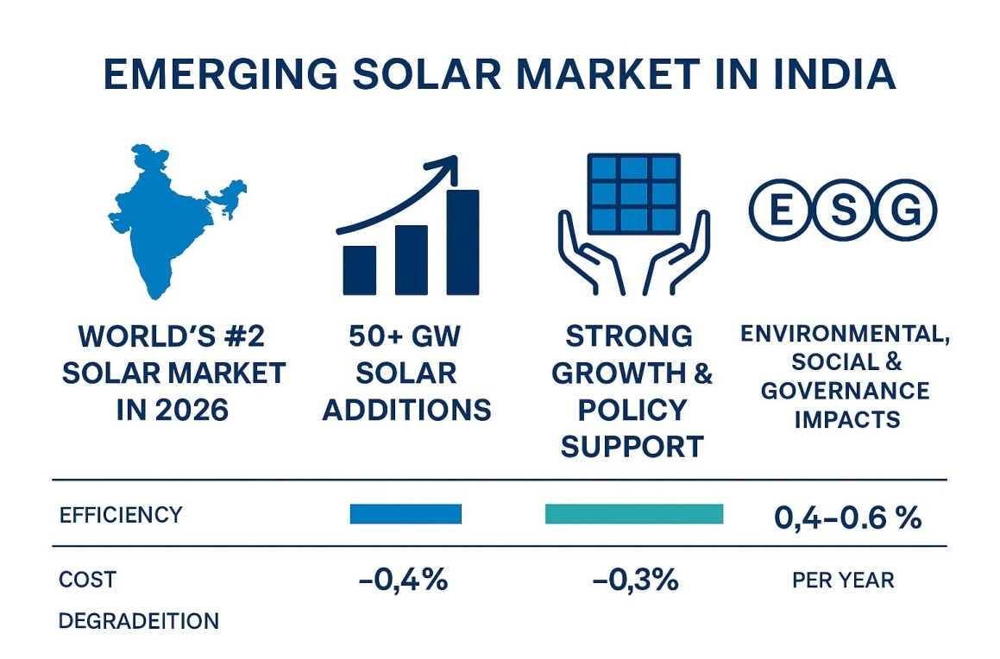 EMERGING SOLAR MARKET IN INDIA
E S G
WORLD'S #2
SOLAR MARKET
IN 2026
50+ GW
SOLAR
ADDITIONS
STRONG
GROWTH &
POLICY
SUPPORT
ENVIRONMENTAL,
SOCIAL &
GOVERNANCE
IMPACTS
EFFICIENCY
0,4–0.6 %
COST
–0,4%
–0,3%
PER YEAR
DEGRADEITION